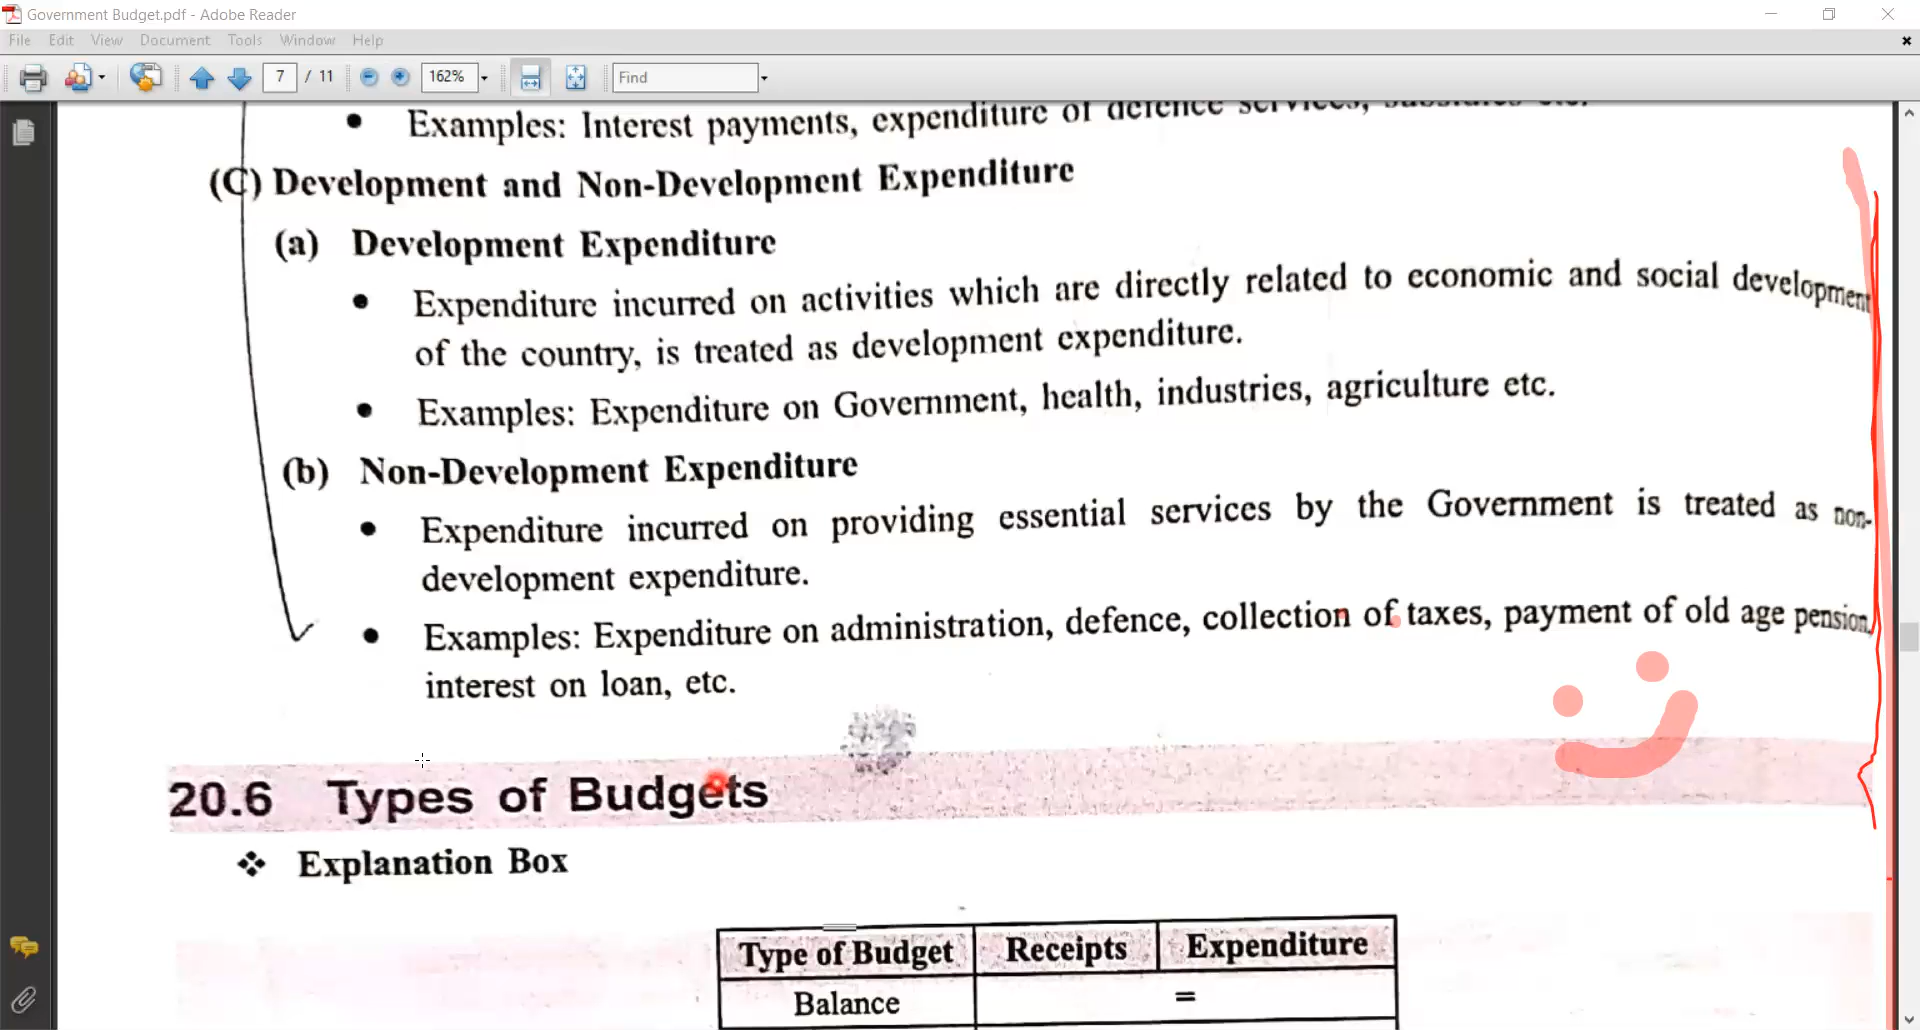 Government Budget.pdf - Adobe Reader
File Edit View Document Tools Window Help
7 / 11 162% Find
• Examples: Interest payments, expenditure of defence services, subsidies etc.
(C) Development and Non-Development Expenditure
(a) Development Expenditure
• Expenditure incurred on activities which are directly related to economic and social development
of the country, is treated as development expenditure.
• Examples: Expenditure on Government, health, industries, agriculture etc.
(b) Non-Development Expenditure
• Expenditure incurred on providing essential services by the Government is treated as non-
development expenditure.
• Examples: Expenditure on administration, defence, collection of taxes, payment of old age pension,
interest on loan, etc.
20.6 Types of Budgets
❖ Explanation Box
Type of Budget Receipts Expenditure
Balance =